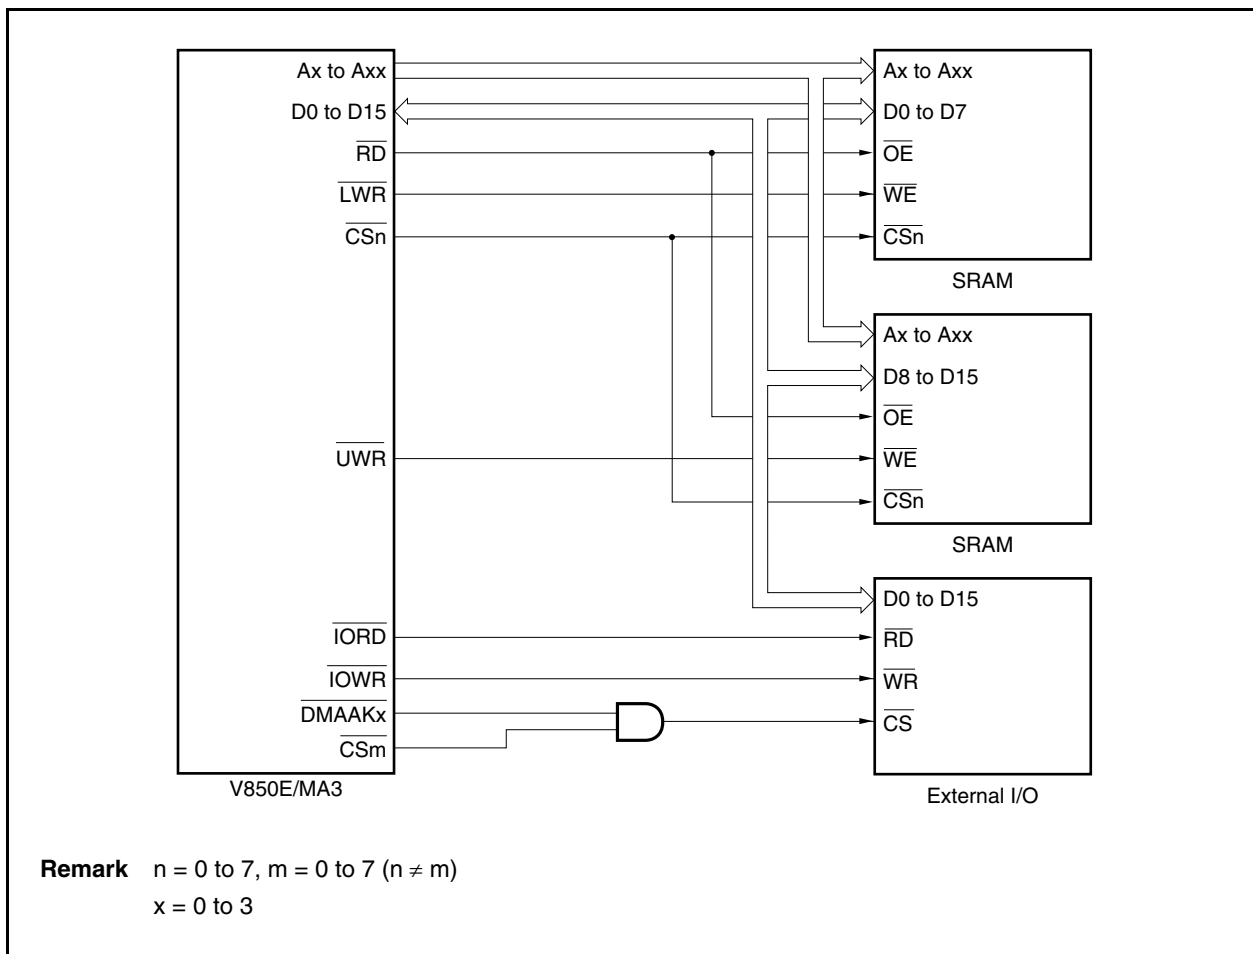 Ax to Axx
D0 to D15
RD
LWR
CSn
UWR
IORD
IOWR
DMAAKx
CSm
V850E/MA3
Ax to Axx
D0 to D7
OE
WE
CSn
SRAM
Ax to Axx
D8 to D15
OE
WE
CSn
SRAM
D0 to D15
RD
WR
CS
External I/O
Remark n = 0 to 7, m = 0 to 7 (n ≠ m)
x = 0 to 3